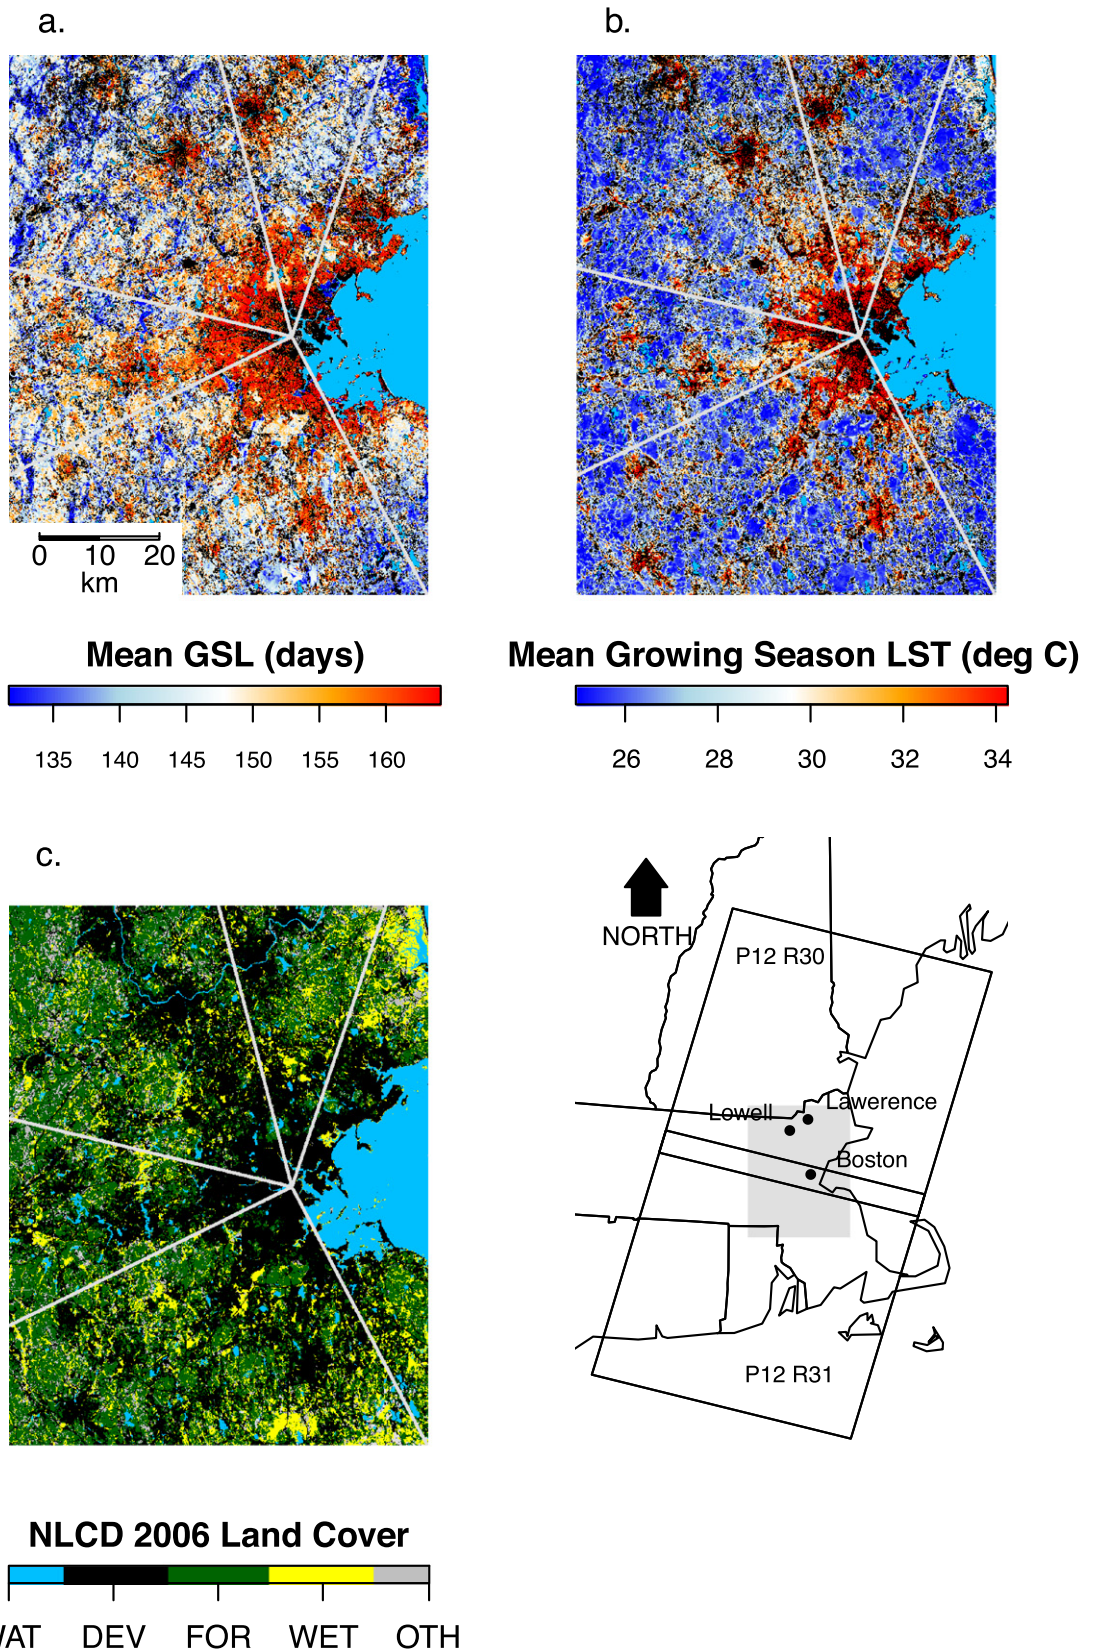 a.
b.
0 10 20
km
Mean GSL (days)
135 140 145 150 155 160
Mean Growing Season LST (deg C)
26 28 30 32 34
c.
NORTH
P12 R30
Lowell
Lawerence
Boston
P12 R31
NLCD 2006 Land Cover
AT DEV FOR WET OTH